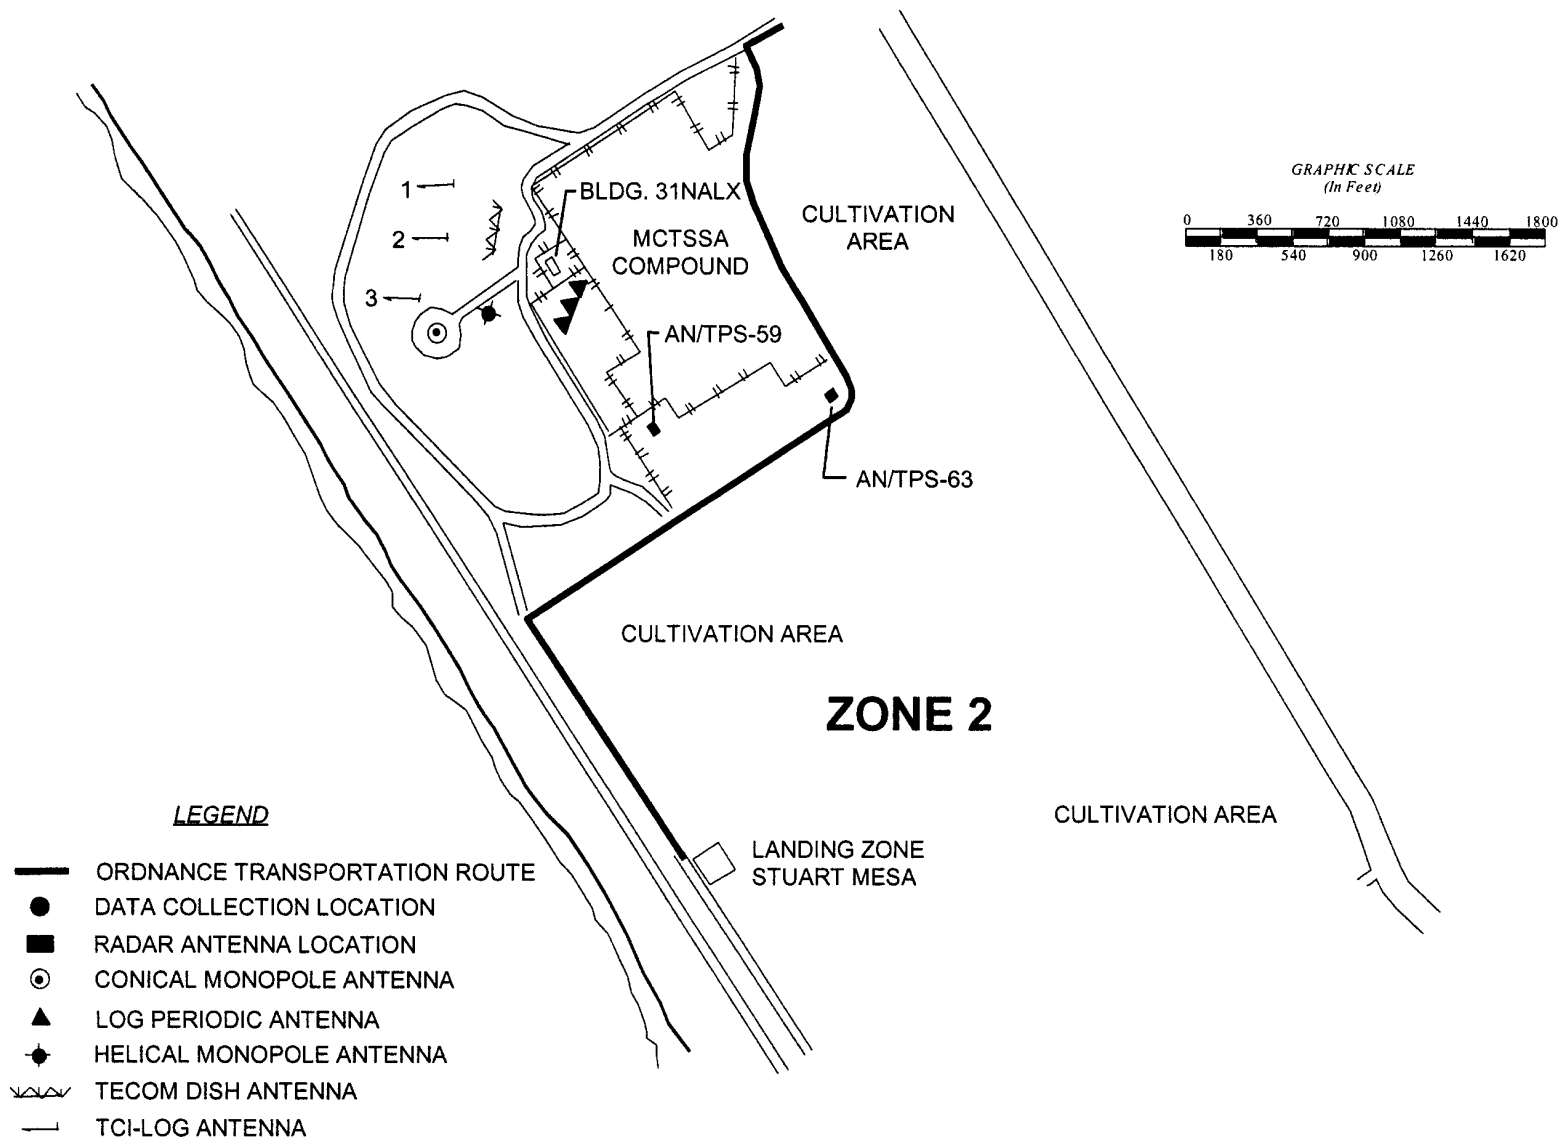 GRAPHIC SCALE
(In Feet)
0 360 720 1080 1440 1800
180 540 900 1260 1620
1
2
3
BLDG. 31NALX
MCTSSA
COMPOUND
CULTIVATION
AREA
AN/TPS-59
AN/TPS-63
CULTIVATION AREA
ZONE 2
CULTIVATION AREA
LANDING ZONE
STUART MESA
LEGEND
ORDNANCE TRANSPORTATION ROUTE
DATA COLLECTION LOCATION
RADAR ANTENNA LOCATION
CONICAL MONOPOLE ANTENNA
LOG PERIODIC ANTENNA
HELICAL MONOPOLE ANTENNA
TECOM DISH ANTENNA
TCI-LOG ANTENNA